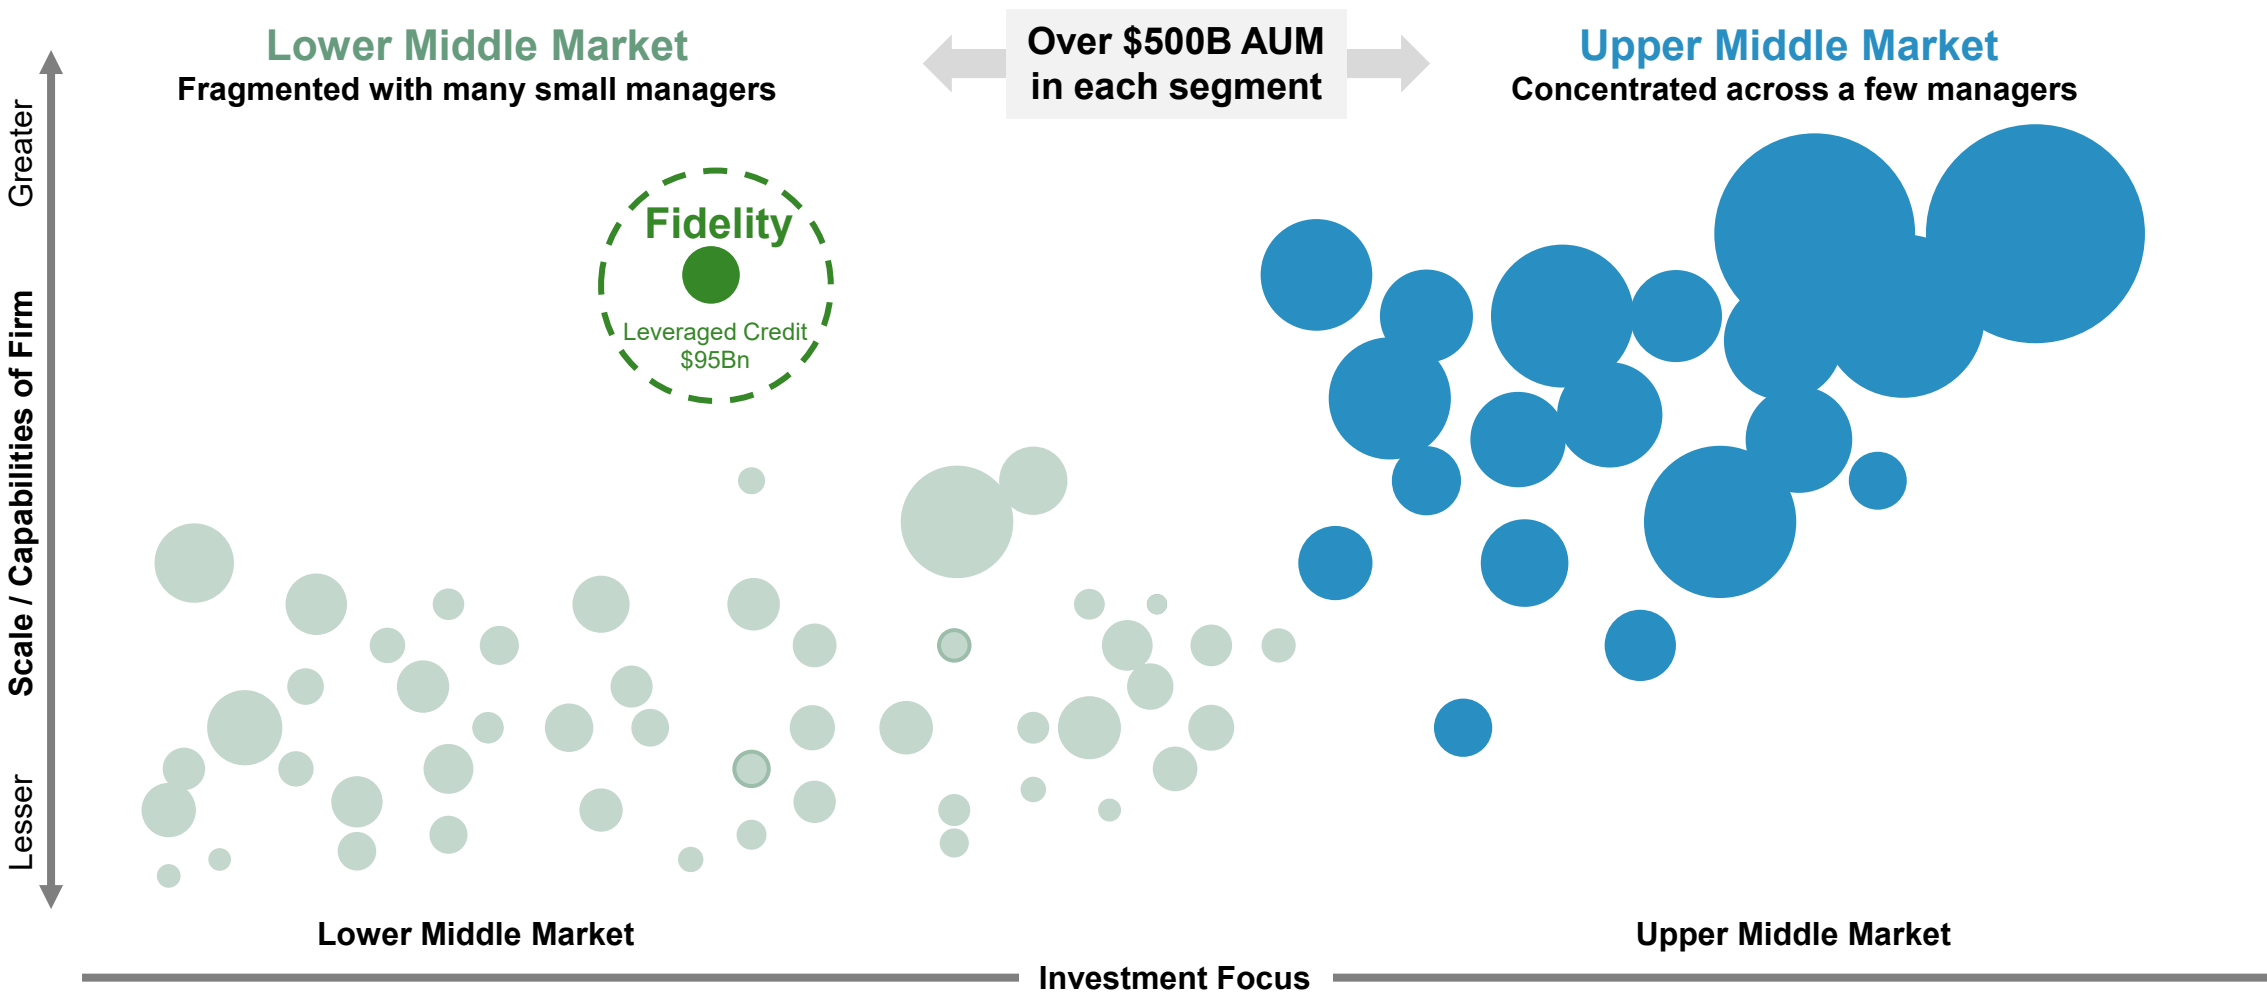 Lower Middle Market
Fragmented with many small managers
Over $500B AUM
in each segment
Upper Middle Market
Concentrated across a few managers
Greater
Scale / Capabilities of Firm
Lesser
Fidelity
Leveraged Credit
$95Bn
Lower Middle Market
Upper Middle Market
Investment Focus